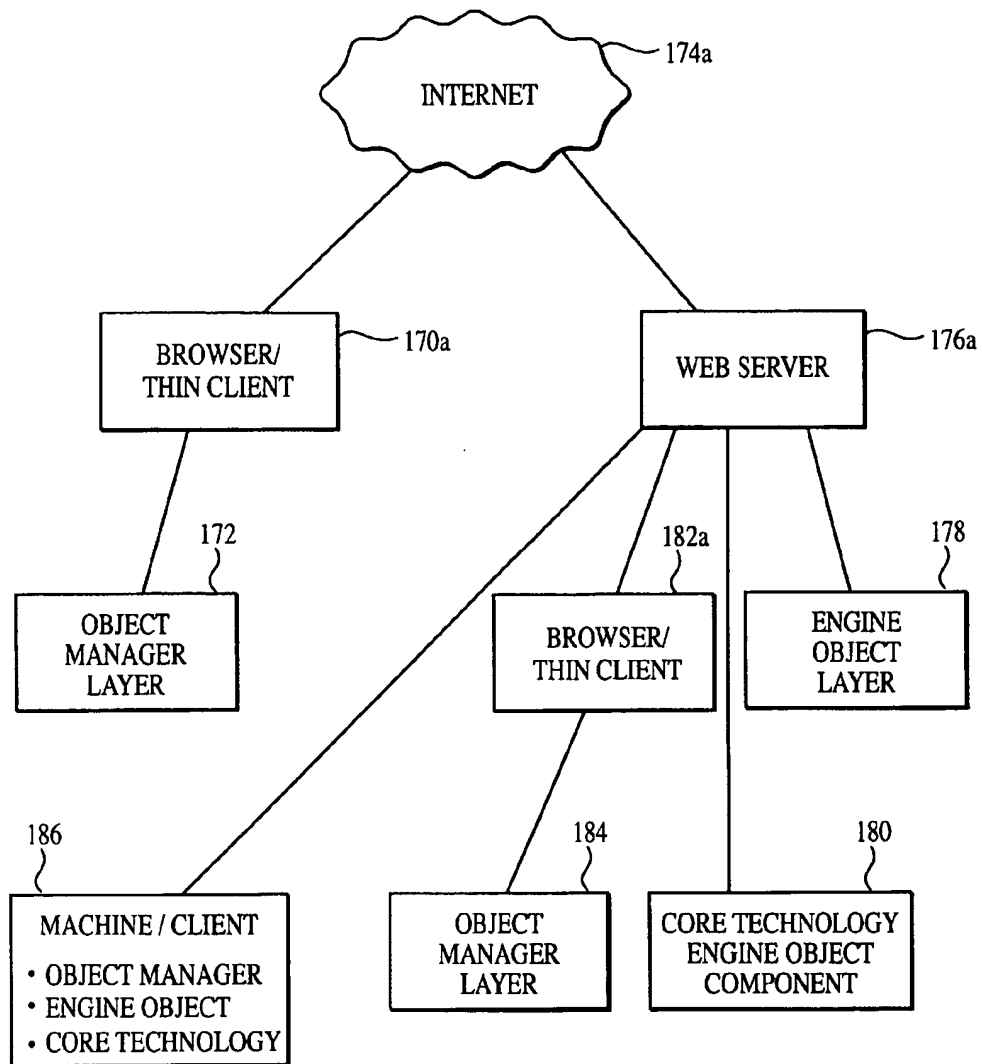 INTERNET
174a
BROWSER/
THIN CLIENT
170a
WEB SERVER
176a
172
OBJECT
MANAGER
LAYER
182a
BROWSER/
THIN CLIENT
178
ENGINE
OBJECT
LAYER
186
MACHINE / CLIENT
• OBJECT MANAGER
• ENGINE OBJECT
• CORE TECHNOLOGY
184
OBJECT
MANAGER
LAYER
180
CORE TECHNOLOGY
ENGINE OBJECT
COMPONENT